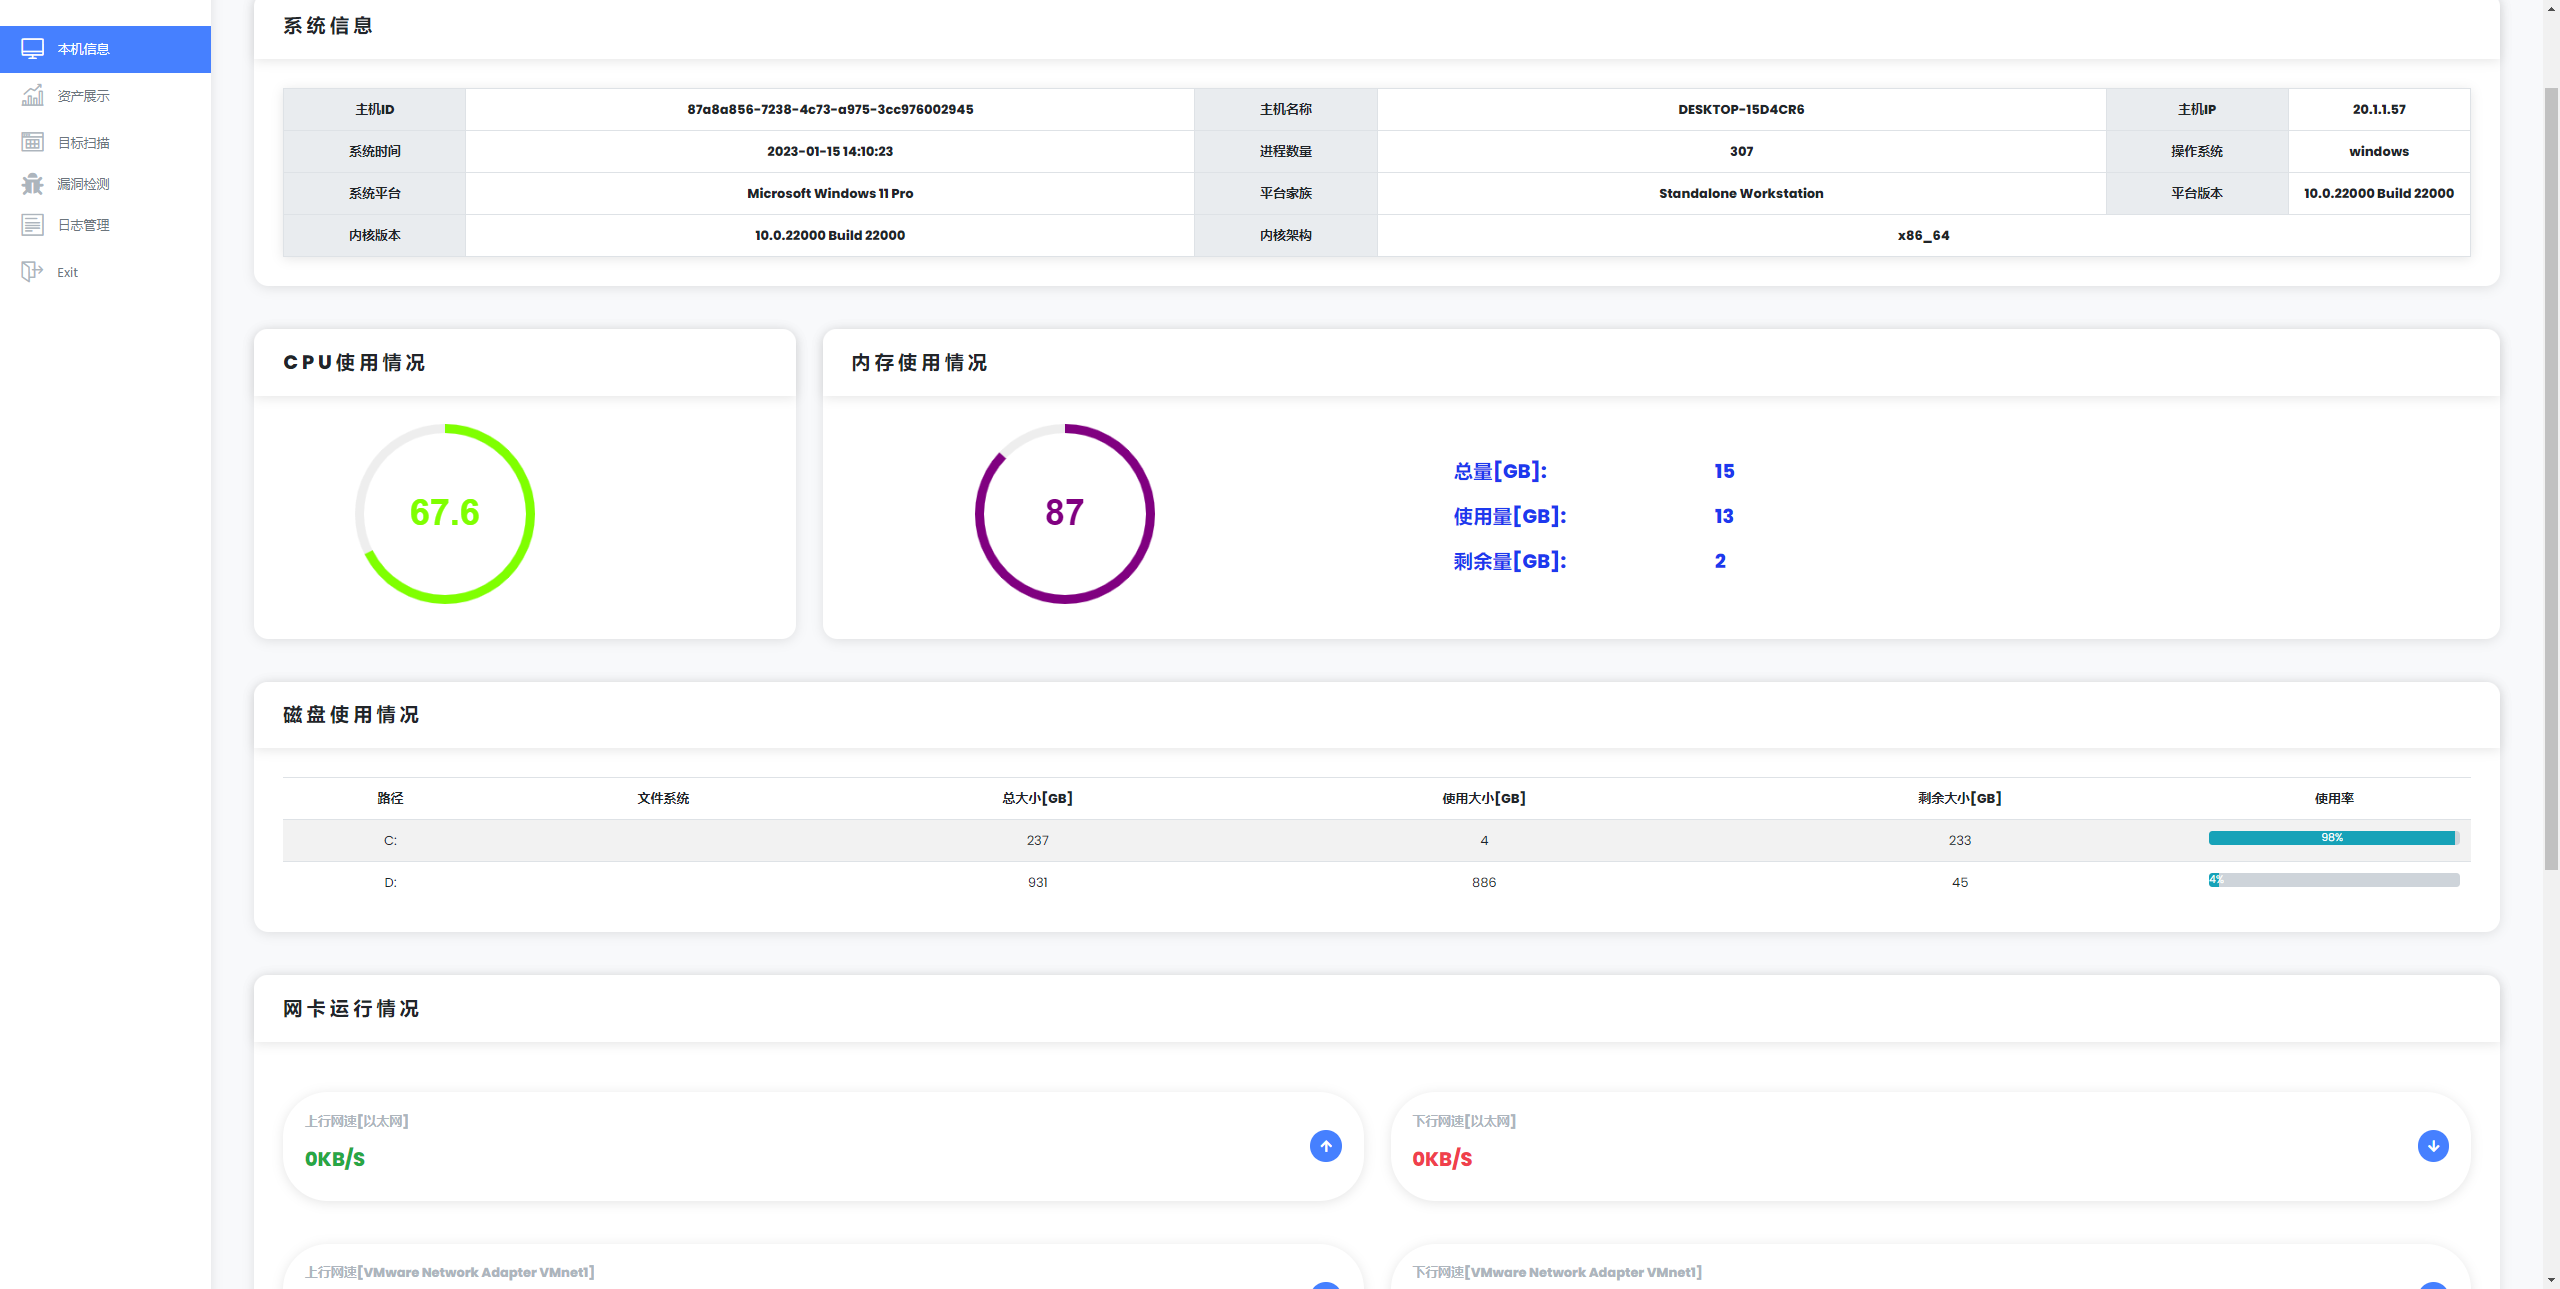 本机信息
资产展示
目标扫描
漏洞检测
日志管理
Exit
系统信息
主机ID 87a8a856-7238-4c73-a975-3cc976002945 主机名称 DESKTOP-15D4CR6 主机IP 20.1.1.57
系统时间 2023-01-15 14:10:23 进程数量 307 操作系统 windows
系统平台 Microsoft Windows 11 Pro 平台家族 Standalone Workstation 平台版本 10.0.22000 Build 22000
内核版本 10.0.22000 Build 22000 内核架构 x86_64
CPU使用情况
67.6
内存使用情况
87
总量[GB]: 15
使用量[GB]: 13
剩余量[GB]: 2
磁盘使用情况
路径 文件系统 总大小[GB] 使用大小[GB] 剩余大小[GB] 使用率
C: 237 4 233 98%
D: 931 886 45 4%
网卡运行情况
上行网速[以太网]
0KB/S
下行网速[以太网]
0KB/S
上行网速[VMware Network Adapter VMnet1]
下行网速[VMware Network Adapter VMnet1]